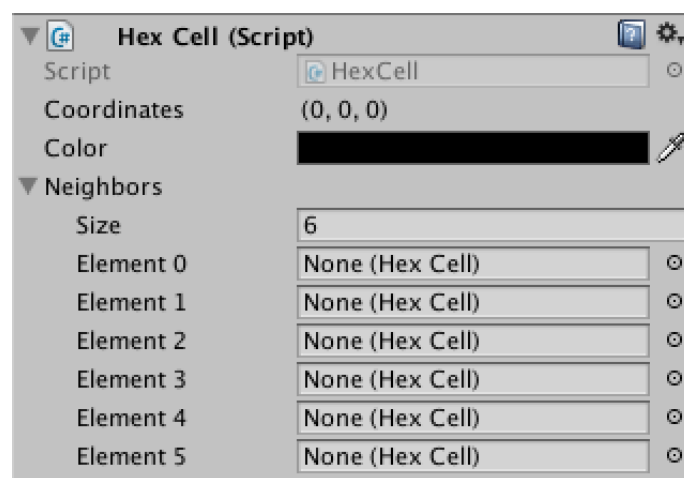 Hex Cell (Script)
Script HexCell
Coordinates (0, 0, 0)
Color
Neighbors
Size 6
Element 0 None (Hex Cell)
Element 1 None (Hex Cell)
Element 2 None (Hex Cell)
Element 3 None (Hex Cell)
Element 4 None (Hex Cell)
Element 5 None (Hex Cell)